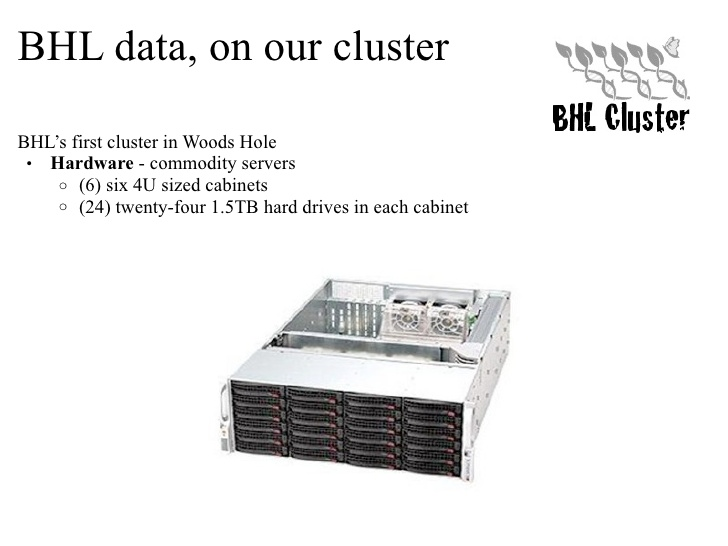 BHL data, on our cluster
BHL Cluster
BHL's first cluster in Woods Hole
• Hardware - commodity servers
○ (6) six 4U sized cabinets
○ (24) twenty-four 1.5TB hard drives in each cabinet